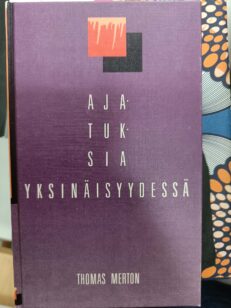 AJA-
TUK-
SIA
YKSINÄISYYDESSÄ
THOMAS MERTON